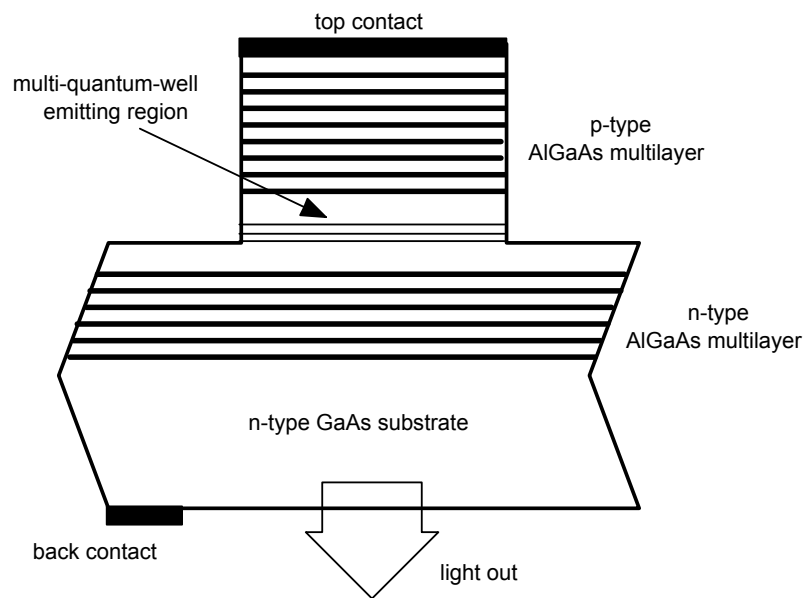 top contact
multi-quantum-well
emitting region
p-type
AlGaAs multilayer
n-type
AlGaAs multilayer
n-type GaAs substrate
back contact
light out